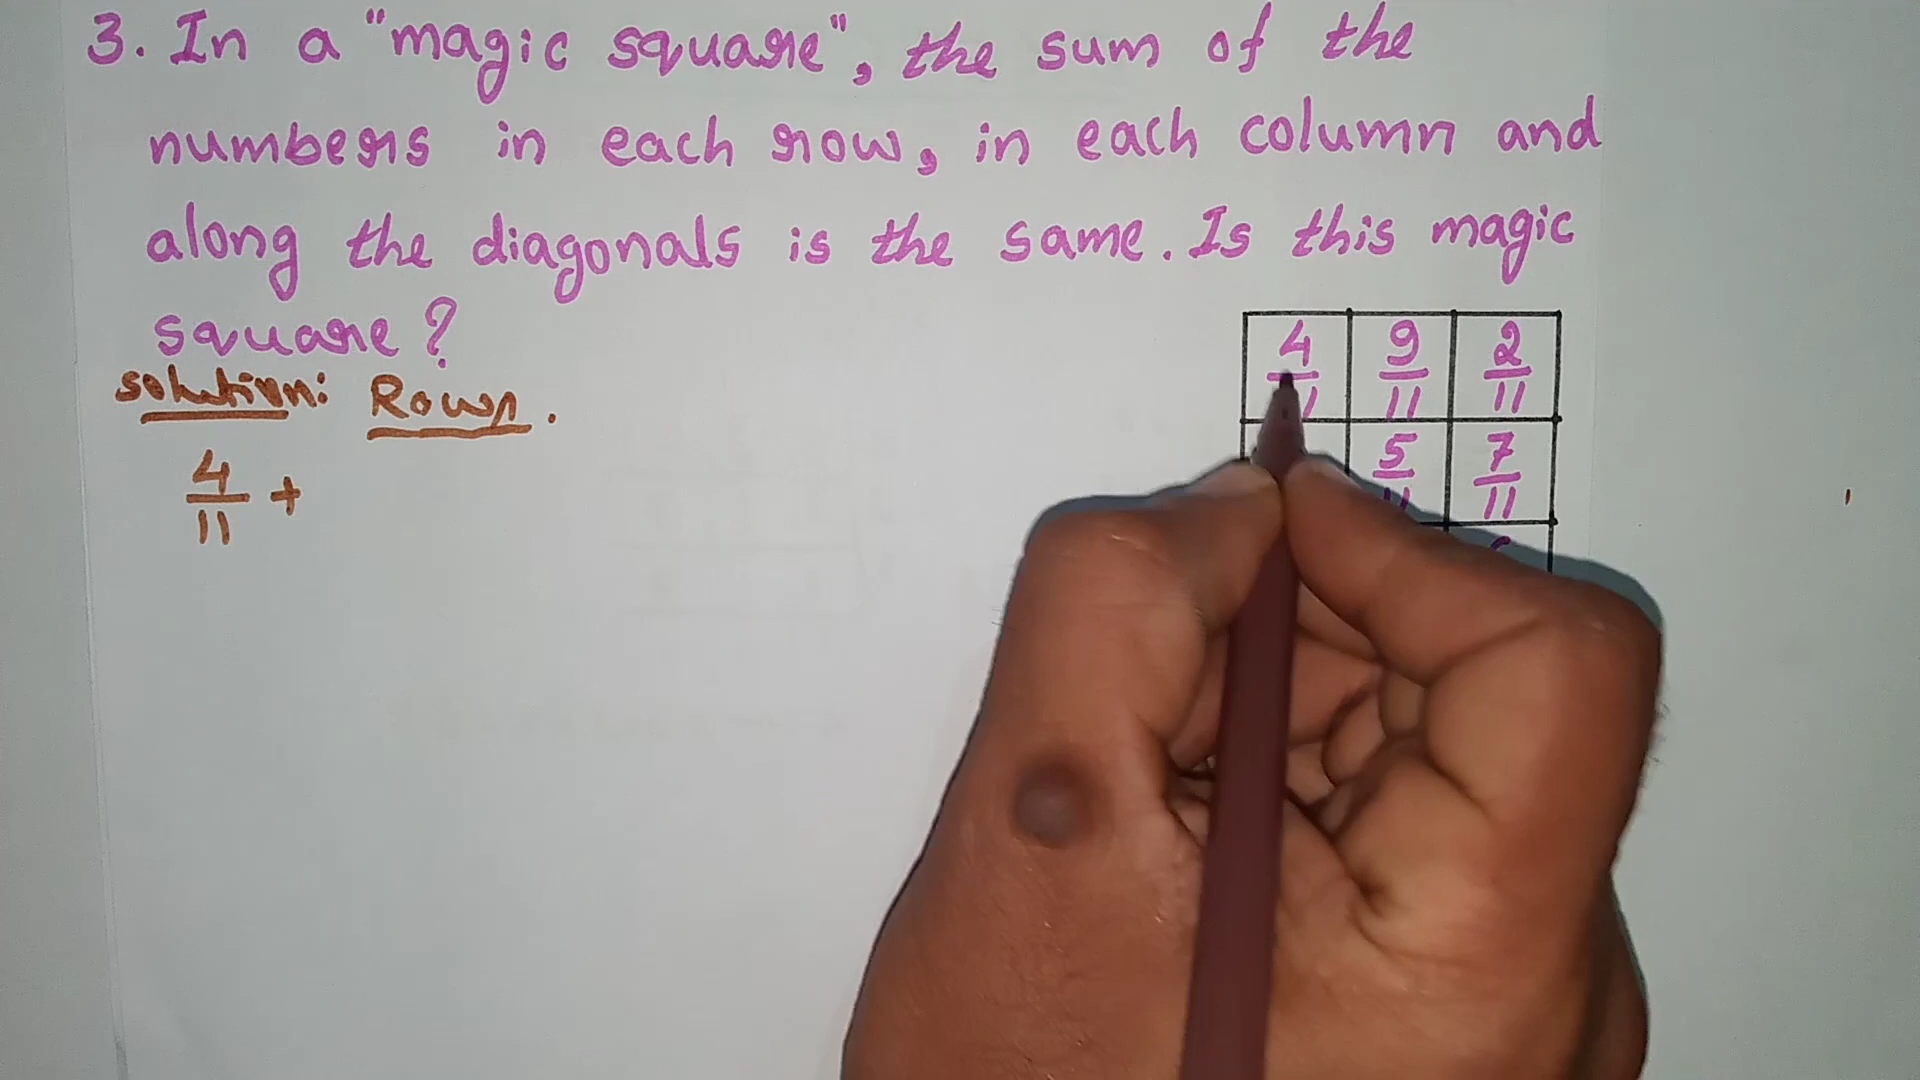 3. In a "magic square", the sum of the
numbers in each row, in each column and
along the diagonals is the same. Is this magic
square?
4/11 9/11 2/11
5/11 7/11
Solution: Rows.
4/11 +